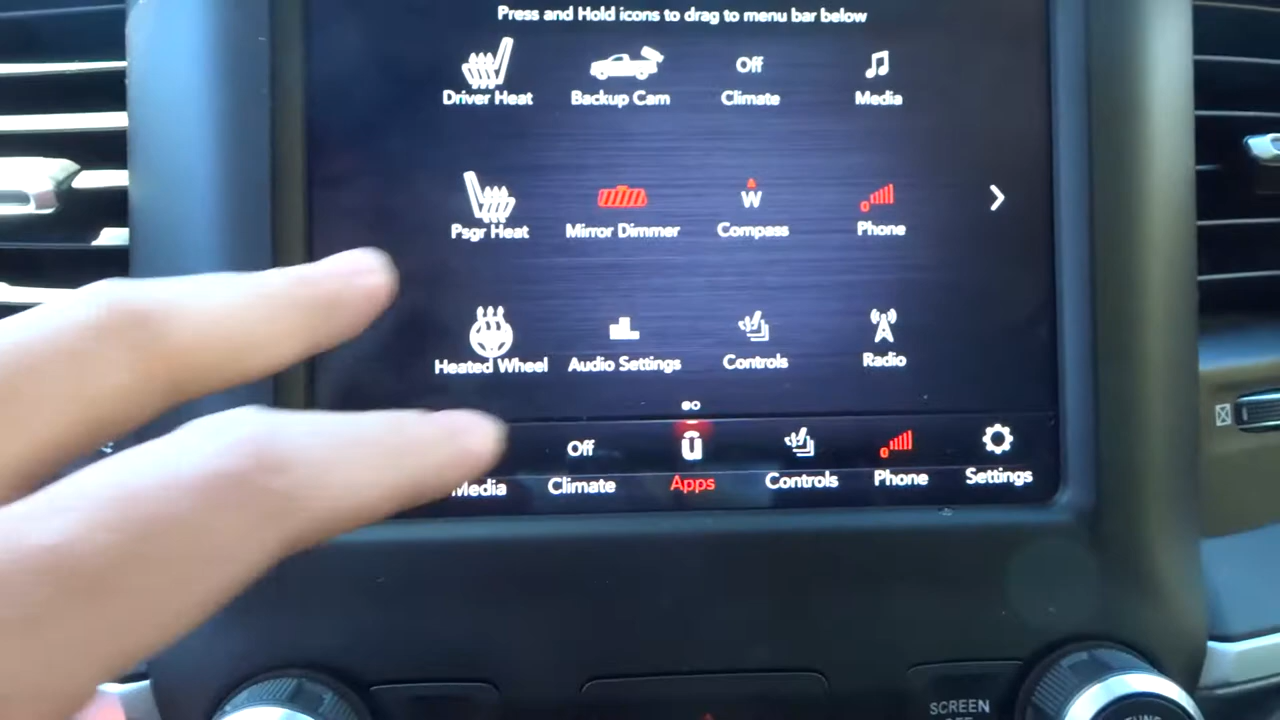 Press and Hold icons to drag to menu bar below
Off
Driver Heat Backup Cam Climate Media
W
Psgr Heat Mirror Dimmer Compass Phone
Heated Wheel Audio Settings Controls Radio
Off
Media Climate Apps Controls Phone Settings
SCREEN
OFF